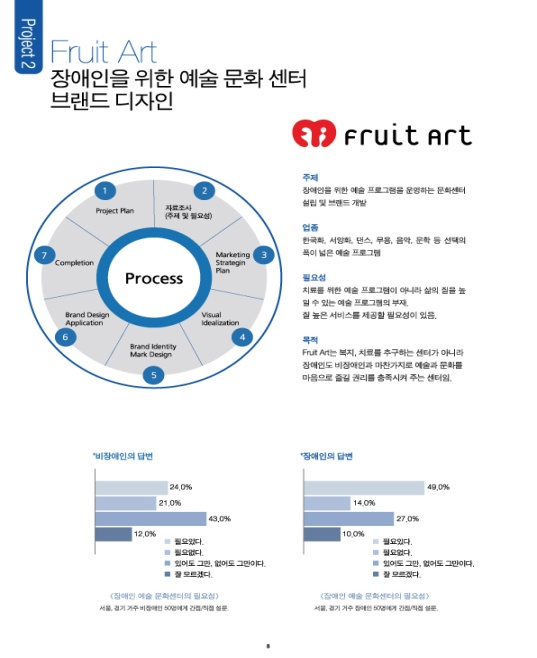 Project 2
Fruit Art
장애인을 위한 예술 문화 센터
브랜드 디자인
Fruit Art
주제
장애인을 위한 예술 프로그램을 운영하는 문화센터
설립 및 브랜드 개발
업종
한국화, 서양화, 댄스, 무용, 음악, 문학 등 선택의
폭이 넓은 예술 프로그램
필요성
치료를 위한 예술 프로그램이 아니라 삶의 질을 높
일 수 있는 예술 프로그램의 부재.
질 높은 서비스를 제공할 필요성이 있음.
목적
Fruit Art는 복지, 치료를 추구하는 센터가 아니라
장애인도 비장애인과 마찬가지로 예술과 문화를
마음으로 즐길 권리를 충족시켜 주는 센터임.
Process
1
Project Plan
2
자료조사
(주제 및 필요성)
3
Marketing
Strategin
Plan
4
Visual
Idealization
5
Brand Identity
Mark Design
6
Brand Design
Application
7
Completion
*비장애인의 답변
24,0%
21,0%
43,0%
12,0%
필요있다.
필요없다.
있어도 그만, 없어도 그만이다.
잘 모르겠다.
〈장애인 예술 문화센터의 필요성〉
서울, 경기 거주 비장애인 50명에게 간접/직접 설문.
*장애인의 답변
49,0%
14,0%
27,0%
10,0%
필요있다.
필요없다.
있어도 그만, 없어도 그만이다.
잘 모르겠다.
〈장애인 예술 문화센터의 필요성〉
서울, 경기 거주 장애인 50명에게 간접/직접 설문.